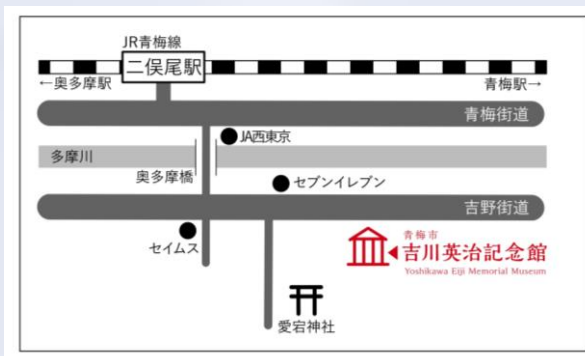 JR青梅線
二俣尾駅
←奥多摩駅
青梅駅→
青梅街道
JA西東京
多摩川
奥多摩橋
セブンイレブン
吉野街道
セイムス
青梅市
吉川英治記念館
Yoshikawa Eiji Memorial Museum
愛宕神社